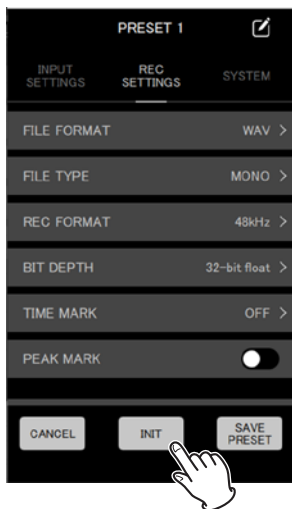 PRESET 1
INPUT
SETTINGS
REC
SETTINGS
SYSTEM
FILE FORMAT WAV >
FILE TYPE MONO >
REC FORMAT 48kHz >
BIT DEPTH 32-bit float >
TIME MARK OFF >
PEAK MARK
CANCEL
INIT
SAVE
PRESET